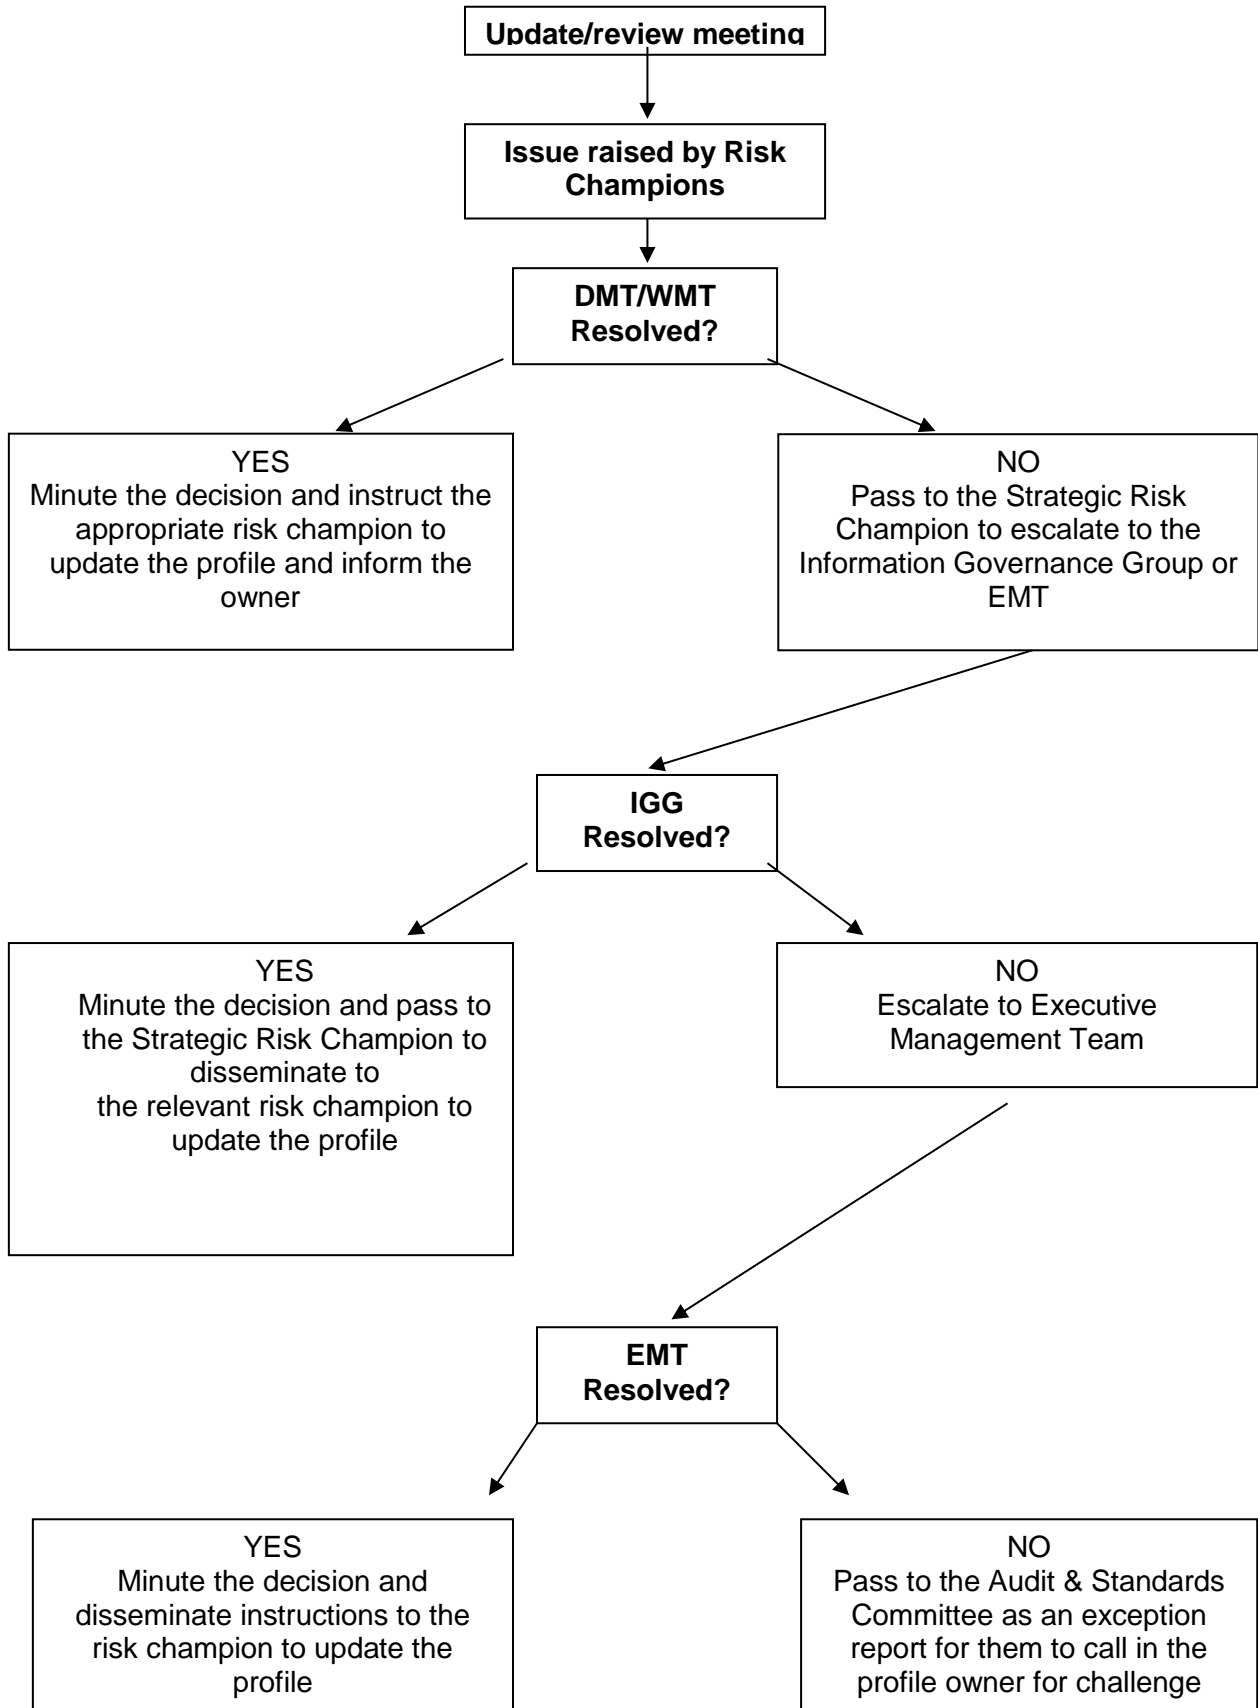 Update/review meeting
Issue raised by Risk
Champions
DMT/WMT
Resolved?
YES
Minute the decision and instruct the
appropriate risk champion to
update the profile and inform the
owner
NO
Pass to the Strategic Risk
Champion to escalate to the
Information Governance Group or
EMT
IGG
Resolved?
YES
Minute the decision and pass to
the Strategic Risk Champion to
disseminate to
the relevant risk champion to
update the profile
NO
Escalate to Executive
Management Team
EMT
Resolved?
YES
Minute the decision and
disseminate instructions to the
risk champion to update the
profile
NO
Pass to the Audit & Standards
Committee as an exception
report for them to call in the
profile owner for challenge